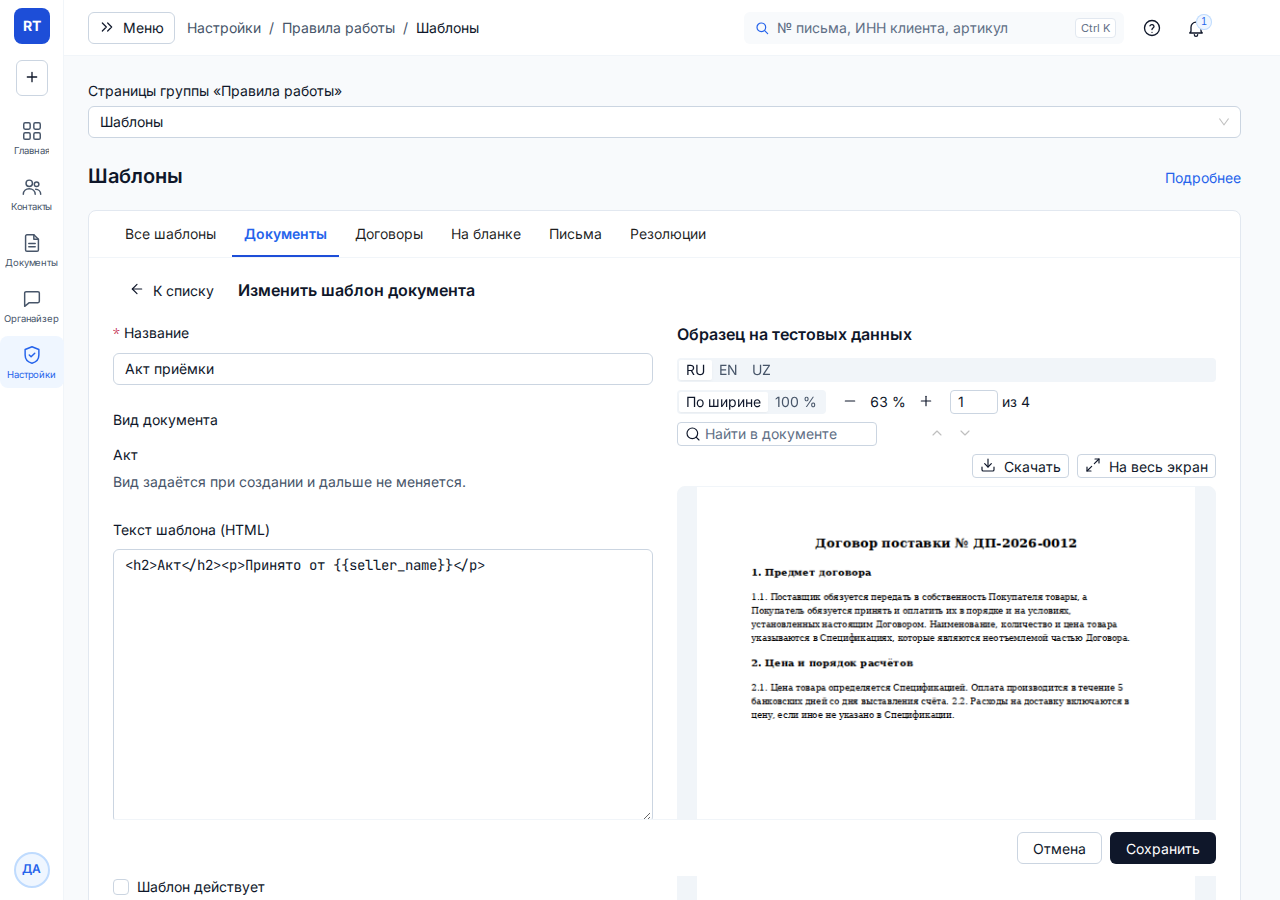 RT
Меню
Настройки / Правила работы / Шаблоны
№ письма, ИНН клиента, артикул
Ctrl K
1
Главная
Контакты
Документы
Органайзер
Настройки
ДА
Страницы группы «Правила работы»
Шаблоны
Шаблоны
Подробнее
Все шаблоны Документы Договоры На бланке Письма Резолюции
К списку
Изменить шаблон документа
* Название
Акт приёмки
Вид документа
Акт
Вид задаётся при создании и дальше не меняется.
Текст шаблона (HTML)
<h2>Акт</h2><p>Принято от {{seller_name}}</p>
Шаблон действует
Образец на тестовых данных
RU EN UZ
По ширине 100 % 63 % 1 из 4
Найти в документе
Скачать На весь экран
Договор поставки № ДП-2026-0012
1. Предмет договора
1.1. Поставщик обязуется передать в собственность Покупателя товары, а
Покупатель обязуется принять и оплатить их в порядке и на условиях,
установленных настоящим Договором. Наименование, количество и цена товара
указываются в Спецификациях, которые являются неотъемлемой частью Договора.
2. Цена и порядок расчётов
2.1. Цена товара определяется Спецификацией. Оплата производится в течение 5
банковских дней со дня выставления счёта. 2.2. Расходы на доставку включаются в
цену, если иное не указано в Спецификации.
Отмена Сохранить